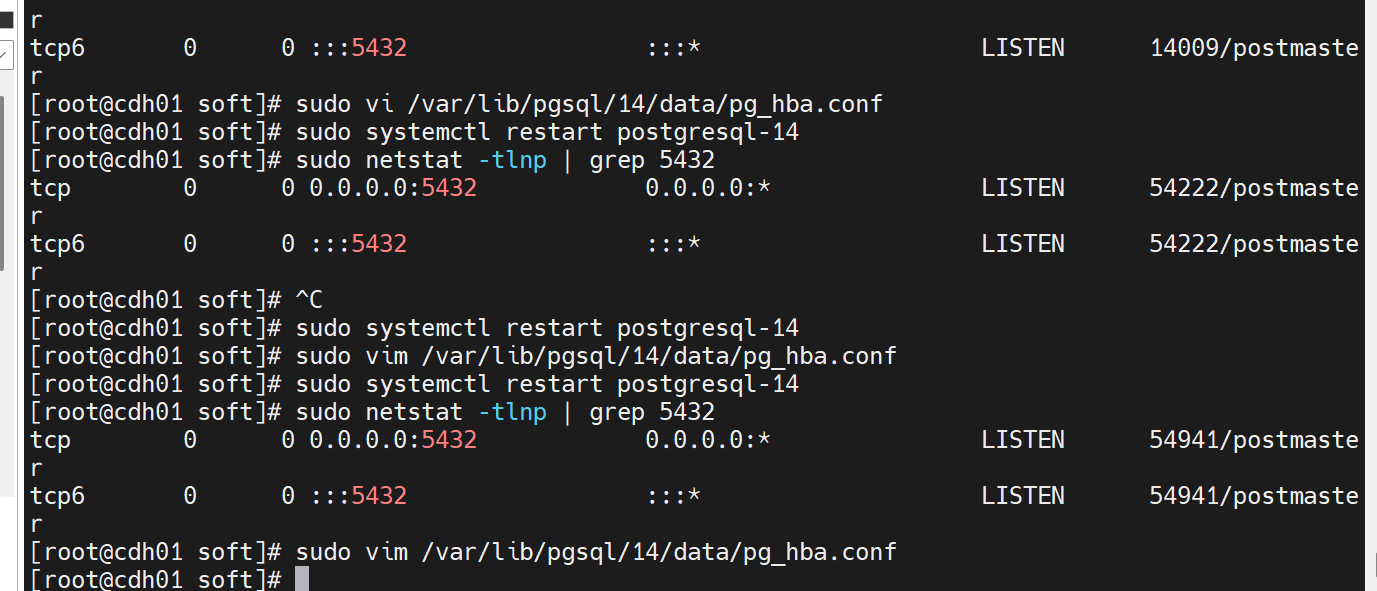 r
tcp6       0      0 :::5432                 :::*                    LISTEN      14009/postmaste
r
[root@cdh01 soft]# sudo vi /var/lib/pgsql/14/data/pg_hba.conf
[root@cdh01 soft]# sudo systemctl restart postgresql-14
[root@cdh01 soft]# sudo netstat -tlnp | grep 5432
tcp        0      0 0.0.0.0:5432            0.0.0.0:*               LISTEN      54222/postmaste
r
tcp6       0      0 :::5432                 :::*                    LISTEN      54222/postmaste
r
[root@cdh01 soft]# ^C
[root@cdh01 soft]# sudo systemctl restart postgresql-14
[root@cdh01 soft]# sudo vim /var/lib/pgsql/14/data/pg_hba.conf
[root@cdh01 soft]# sudo systemctl restart postgresql-14
[root@cdh01 soft]# sudo netstat -tlnp | grep 5432
tcp        0      0 0.0.0.0:5432            0.0.0.0:*               LISTEN      54941/postmaste
r
tcp6       0      0 :::5432                 :::*                    LISTEN      54941/postmaste
r
[root@cdh01 soft]# sudo vim /var/lib/pgsql/14/data/pg_hba.conf
[root@cdh01 soft]#